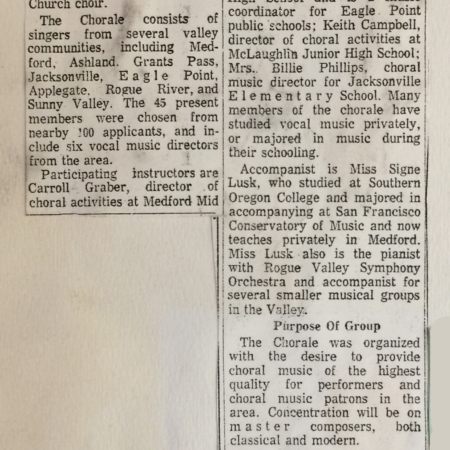 Church choir.
The Chorale consists of
singers from several valley
communities, including Med-
ford, Ashland. Grants Pass,
Jacksonville, Eagle Point,
Applegate, Rogue River, and
Sunny Valley. The 45 present
members were chosen from
nearby 100 applicants, and in-
clude six vocal music directors
from the area.
Participating instructors are
Carroll Graber, director of
choral activities at Medford Mid
coordinator for Eagle Point
public schools; Keith Campbell,
director of choral activities at
McLaughlin Junior High School;
Mrs. Billie Phillips, choral
music director for Jacksonville
Elementary School. Many
members of the chorale have
studied vocal music privately,
or majored in music during
their schooling.
Accompanist is Miss Signe
Lusk, who studied at Southern
Oregon College and majored in
accompanying at San Francisco
Conservatory of Music and now
teaches privately in Medford.
Miss Lusk also is the pianist
with Rogue Valley Symphony
Orchestra and accompanist for
several smaller musical groups
in the Valley.
Purpose Of Group
The Chorale was organized
with the desire to provide
choral music of the highest
quality for performers and
choral music patrons in the
area. Concentration will be on
master composers, both
classical and modern.